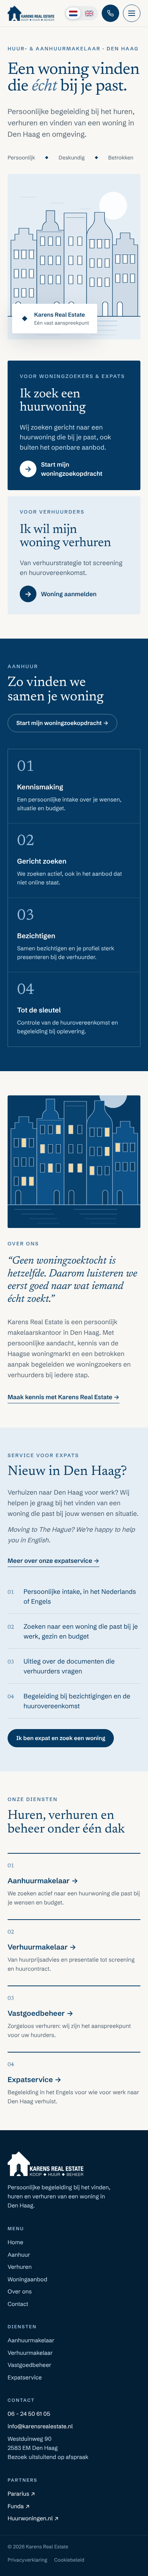 KARENS REAL ESTATE
KOOP ◆ HUUR ◆ BEHEER
HUUR- & AANHUURMAKELAAR · DEN HAAG
Een woning vinden
die écht bij je past.
Persoonlijke begeleiding bij het huren,
verhuren en vinden van een woning in
Den Haag en omgeving.
Persoonlijk ◆ Deskundig ◆ Betrokken
Karens Real Estate
Eén vast aanspreekpunt
VOOR WONINGZOEKERS & EXPATS
Ik zoek een
huurwoning
Wij zoeken gericht naar een
huurwoning die bij je past, ook
buiten het openbare aanbod.
→ Start mijn
woningzoekopdracht
VOOR VERHUURDERS
Ik wil mijn
woning verhuren
Van verhuurstrategie tot screening
en huurovereenkomst.
→ Woning aanmelden
AANHUUR
Zo vinden we
samen je woning
Start mijn woningzoekopdracht →
01
Kennismaking
Een persoonlijke intake over je wensen,
situatie en budget.
02
Gericht zoeken
We zoeken actief, ook in het aanbod dat
niet online staat.
03
Bezichtigen
Samen bezichtigen en je profiel sterk
presenteren bij de verhuurder.
04
Tot de sleutel
Controle van de huurovereenkomst en
begeleiding bij oplevering.
OVER ONS
“Geen woningzoektocht is
hetzelfde. Daarom luisteren we
eerst goed naar wat iemand
écht zoekt.”
Karens Real Estate is een persoonlijk
makelaarskantoor in Den Haag. Met
persoonlijke aandacht, kennis van de
Haagse woningmarkt en een betrokken
aanpak begeleiden we woningzoekers en
verhuurders bij iedere stap.
Maak kennis met Karens Real Estate →
SERVICE VOOR EXPATS
Nieuw in Den Haag?
Verhuizen naar Den Haag voor werk? Wij
helpen je graag bij het vinden van een
woning die past bij jouw wensen en situatie.
Moving to The Hague? We're happy to help
you in English.
Meer over onze expatservice →
01 Persoonlijke intake, in het Nederlands
of Engels
02 Zoeken naar een woning die past bij je
werk, gezin en budget
03 Uitleg over de documenten die
verhuurders vragen
04 Begeleiding bij bezichtigingen en de
huurovereenkomst
Ik ben expat en zoek een woning
ONZE DIENSTEN
Huren, verhuren en
beheer onder één dak
01
Aanhuurmakelaar →
We zoeken actief naar een huurwoning die past bij
je wensen en budget.
02
Verhuurmakelaar →
Van huurprijsadvies en presentatie tot screening
en huurcontract.
03
Vastgoedbeheer →
Zorgeloos verhuren: wij zijn het aanspreekpunt
voor uw huurders.
04
Expatservice →
Begeleiding in het Engels voor wie voor werk naar
Den Haag verhuist.
KARENS REAL ESTATE
KOOP ◆ HUUR ◆ BEHEER
Persoonlijke begeleiding bij het vinden,
huren en verhuren van een woning in
Den Haag.
MENU
Home
Aanhuur
Verhuren
Woningaanbod
Over ons
Contact
DIENSTEN
Aanhuurmakelaar
Verhuurmakelaar
Vastgoedbeheer
Expatservice
CONTACT
06 - 24 50 61 05
info@karensrealestate.nl
Westduinweg 90
2583 EM Den Haag
Bezoek uitsluitend op afspraak
PARTNERS
Pararius ↗
Funda ↗
Huurwoningen.nl ↗
© 2026 Karens Real Estate
Privacyverklaring Cookiebeleid